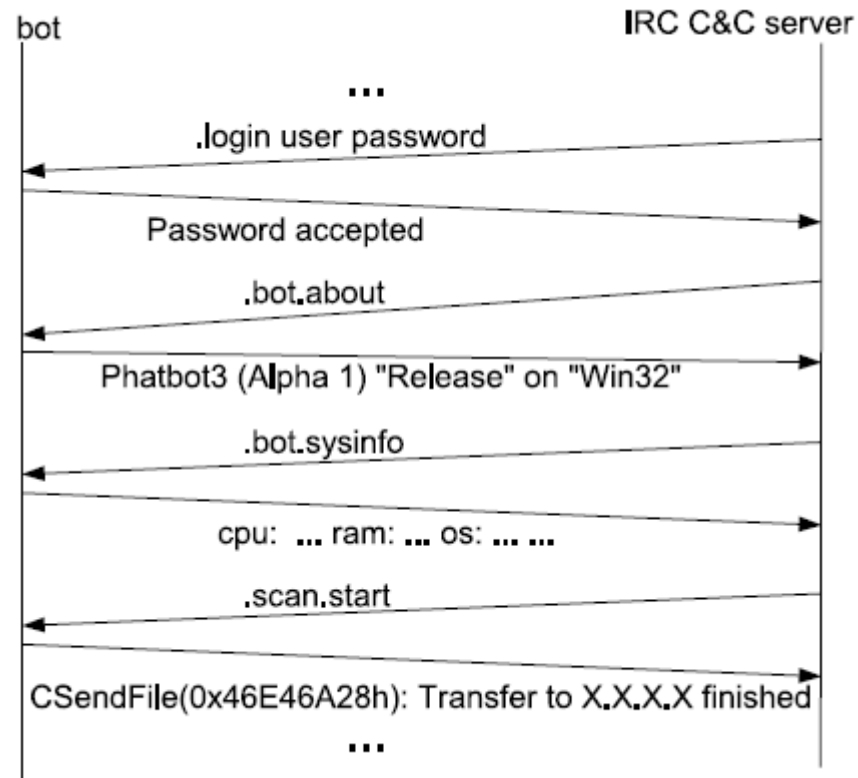 bot
IRC C&C server
...
.login user password
Password accepted
.bot.about
Phatbot3 (Alpha 1) "Release" on "Win32"
.bot.sysinfo
cpu: ... ram: ... os: ... ...
.scan.start
CSendFile(0x46E46A28h): Transfer to X.X.X.X finished
...